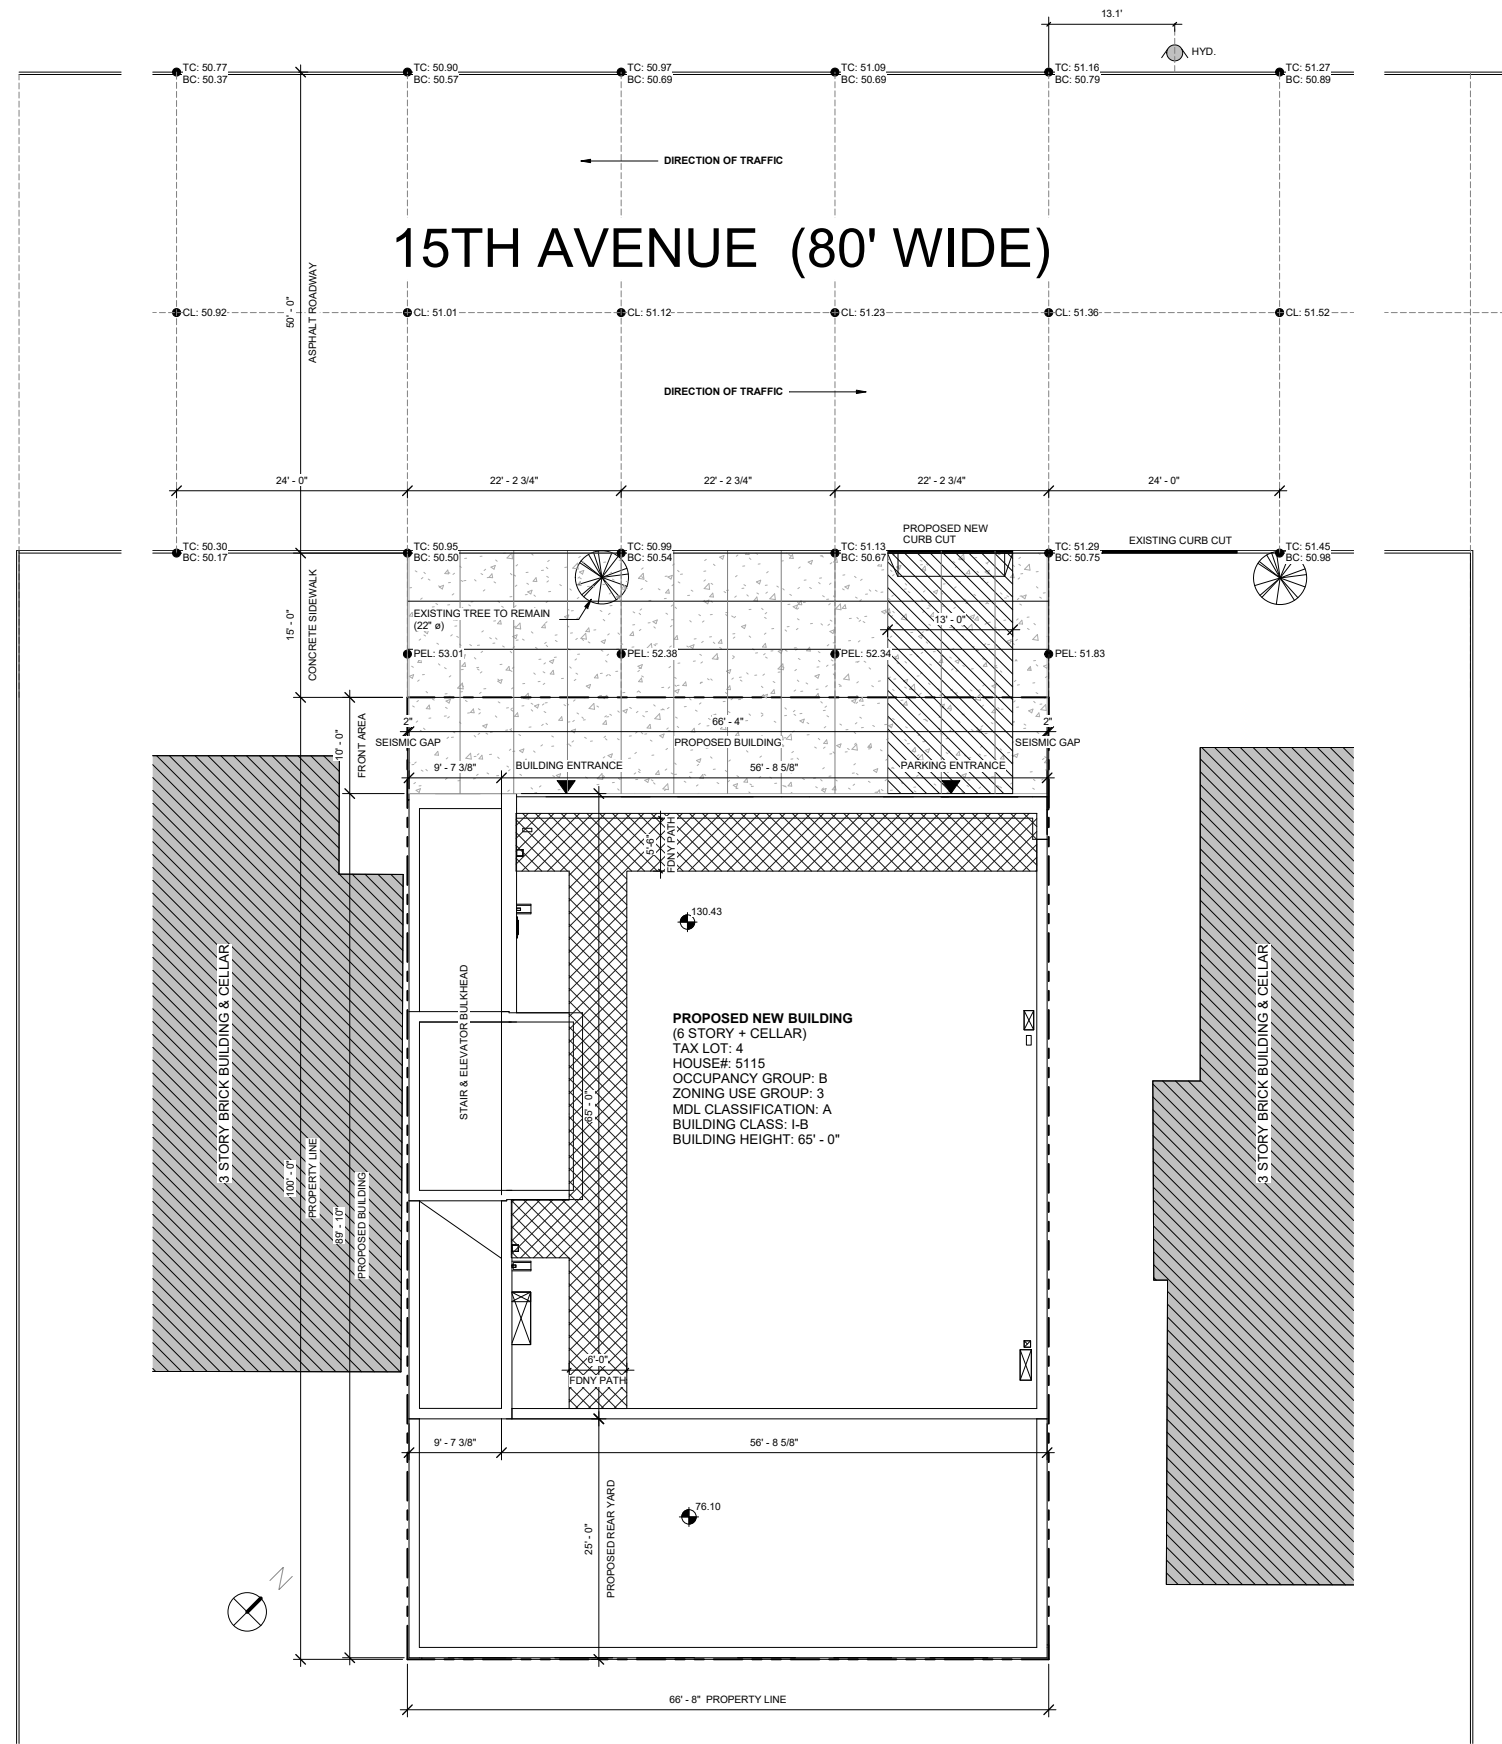 13.1'
HYD.
TC: 50.77
BC: 50.37
TC: 50.90
BC: 50.57
TC: 50.97
BC: 50.69
TC: 51.09
BC: 50.69
TC: 51.16
BC: 50.79
TC: 51.27
BC: 50.89
DIRECTION OF TRAFFIC
15TH AVENUE (80' WIDE)
50' - 0"
ASPHALT ROADWAY
CL: 50.92
CL: 51.01
CL: 51.12
CL: 51.23
CL: 51.36
CL: 51.52
DIRECTION OF TRAFFIC
24' - 0"
22' - 2 3/4"
22' - 2 3/4"
22' - 2 3/4"
24' - 0"
TC: 50.30
BC: 50.17
TC: 50.95
BC: 50.50
TC: 50.99
BC: 50.54
TC: 51.13
BC: 50.67
PROPOSED NEW
CURB CUT
TC: 51.29
BC: 50.75
EXISTING CURB CUT
TC: 51.45
BC: 50.98
15' - 0"
CONCRETE SIDEWALK
EXISTING TREE TO REMAIN
(22" ø)
13' - 0"
PEL: 53.01
PEL: 52.38
PEL: 52.34
PEL: 51.83
10' - 0"
FRONT AREA
2"
SEISMIC GAP
66' - 4"
PROPOSED BUILDING
2"
SEISMIC GAP
9' - 7 3/8"
BUILDING ENTRANCE
56' - 8 5/8"
PARKING ENTRANCE
5'-6"
FDNY PATH
130.43
3 STORY BRICK BUILDING & CELLAR
STAIR & ELEVATOR BULKHEAD
65' - 0"
PROPOSED NEW BUILDING
(6 STORY + CELLAR)
TAX LOT: 4
HOUSE#: 5115
OCCUPANCY GROUP: B
ZONING USE GROUP: 3
MDL CLASSIFICATION: A
BUILDING CLASS: I-B
BUILDING HEIGHT: 65' - 0"
3 STORY BRICK BUILDING & CELLAR
100' - 0"
PROPERTY LINE
89' - 10"
PROPOSED BUILDING
6'-0"
FDNY PATH
9' - 7 3/8"
56' - 8 5/8"
76.10
25' - 0"
PROPOSED REAR YARD
N
66' - 8" PROPERTY LINE